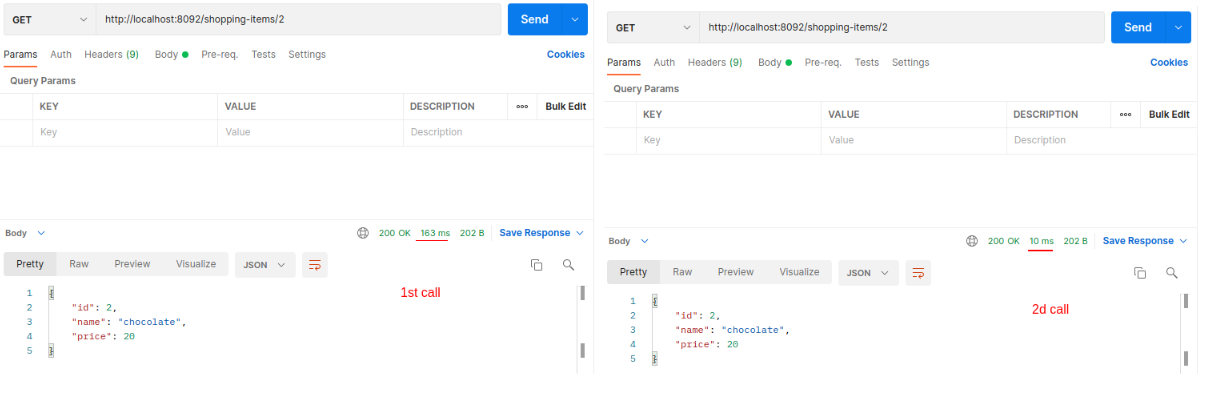 GET http://localhost:8092/shopping-items/2 Send
Params Auth Headers (9) Body Pre-req. Tests Settings Cookies
Query Params
KEY VALUE DESCRIPTION ooo Bulk Edit
Key Value Description
Body 200 OK 163 ms 202 B Save Response
Pretty Raw Preview Visualize JSON
1st call
1 {
2 "id": 2,
3 "name": "chocolate",
4 "price": 20
5 }
GET http://localhost:8092/shopping-items/2 Send
Params Auth Headers (9) Body Pre-req. Tests Settings Cookies
Query Params
KEY VALUE DESCRIPTION ooo Bulk Edit
Key Value Description
Body 200 OK 10 ms 202 B Save Response
Pretty Raw Preview Visualize JSON
2d call
1 {
2 "id": 2,
3 "name": "chocolate",
4 "price": 20
5 }